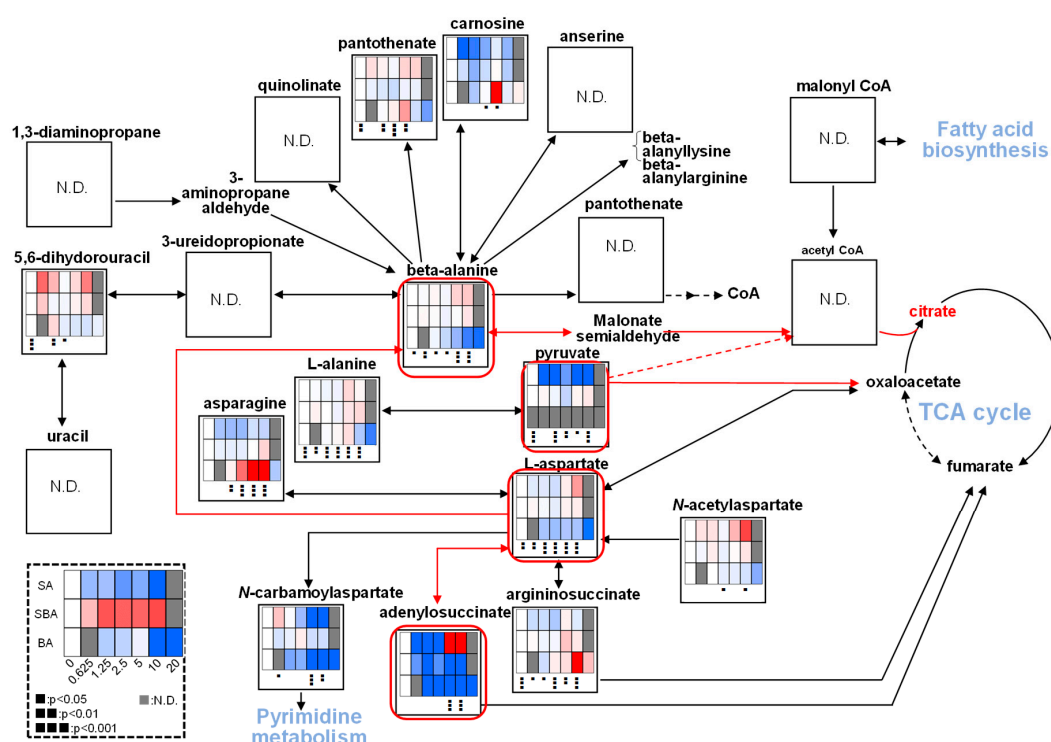 carnosine
pantothenate
anserine
quinolinate
N.D.
malonyl CoA
N.D.
N.D.
Fatty acid
biosynthesis
1,3-diaminopropane
N.D.
beta-
alanyllysine
beta-
alanylarginine
3-
aminopropane
aldehyde
pantothenate
N.D.
3-ureidopropionate
N.D.
5,6-dihydorouracil
beta-alanine
acetyl CoA
N.D.
CoA
citrate
Malonate
semialdehyde
pyruvate
L-alanine
oxaloacetate
asparagine
TCA cycle
uracil
N.D.
L-aspartate
fumarate
N-acetylaspartate
N-carbamoylaspartate
argininosuccinate
adenylosuccinate
Pyrimidine
metabolism
SA
SBA
BA
0 0.625 1.25 2.5 5 10 20
:p<0.05 :N.D.
:p<0.01
:p<0.001